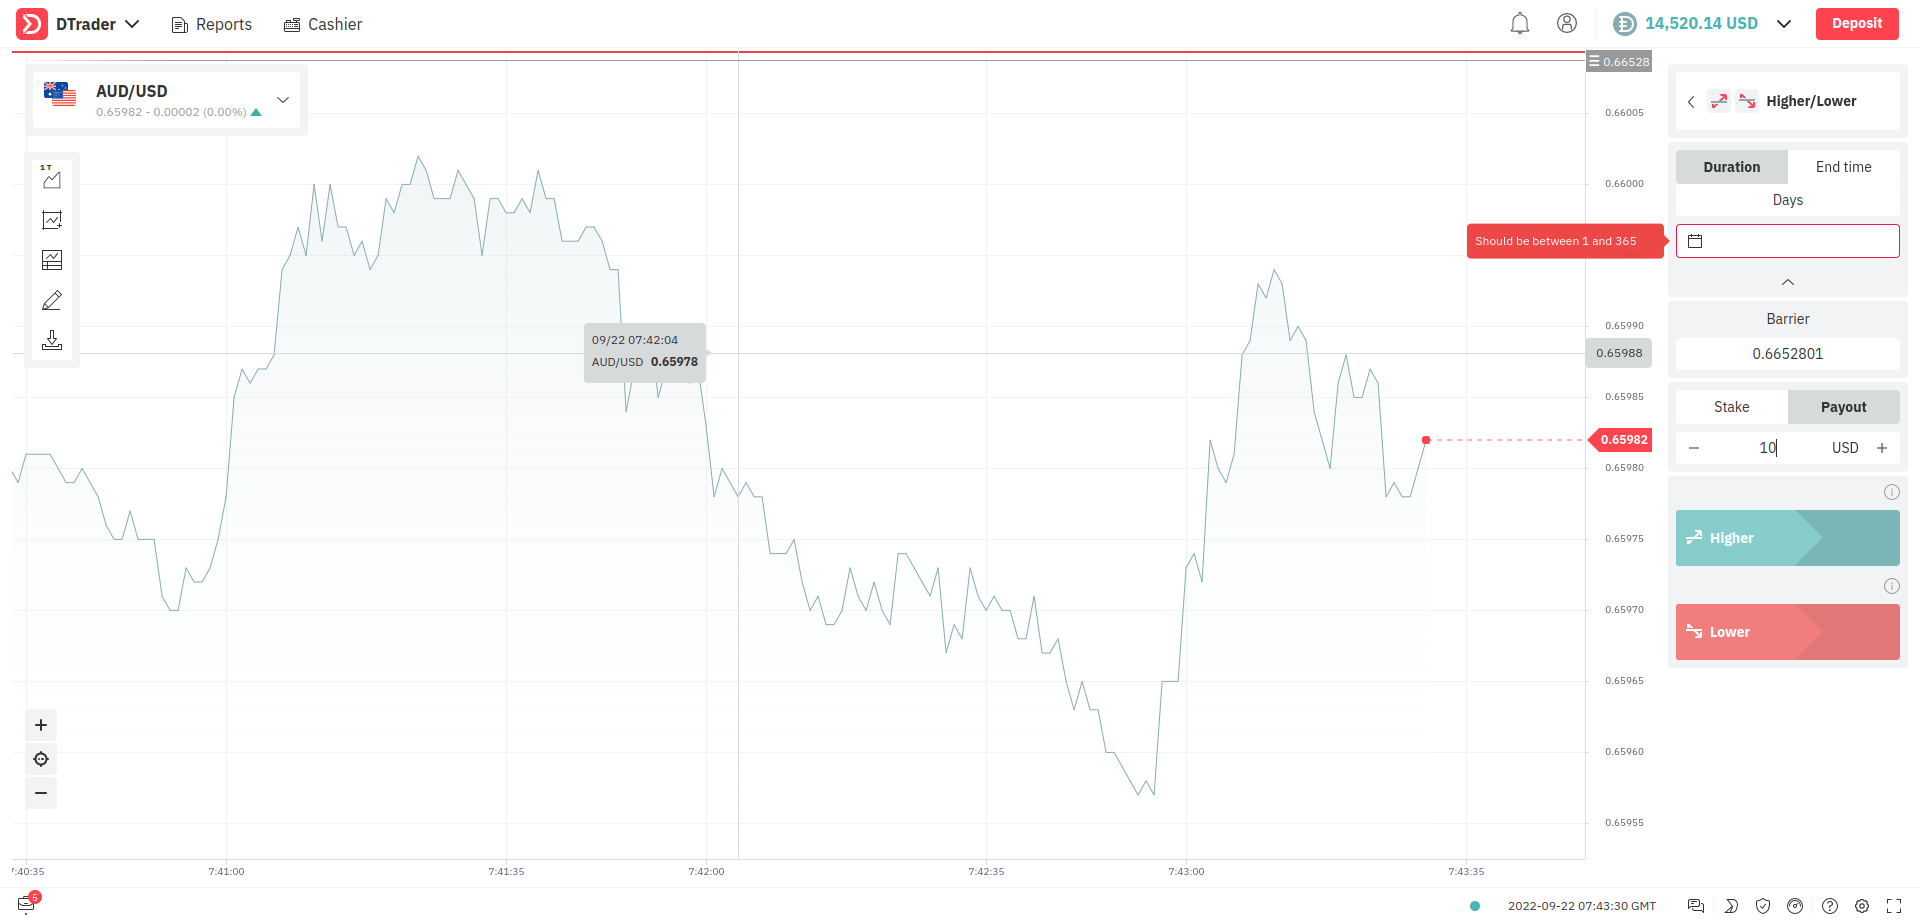 DTrader
Reports
Cashier
14,520.14 USD
Deposit
0.66528
AUD/USD
0.65982 - 0.00002 (0.00%)
1T
09/22 07:42:04
AUD/USD 0.65978
Should be between 1 and 365
0.66005
0.66000
0.65990
0.65988
0.65985
0.65982
0.65980
0.65975
0.65970
0.65965
0.65960
0.65955
7:40:35
7:41:00
7:41:35
7:42:00
7:42:35
7:43:00
7:43:35
Higher/Lower
Duration
End time
Days
Barrier
0.6652801
Stake
Payout
− 10 USD +
Higher
Lower
5
2022-09-22 07:43:30 GMT